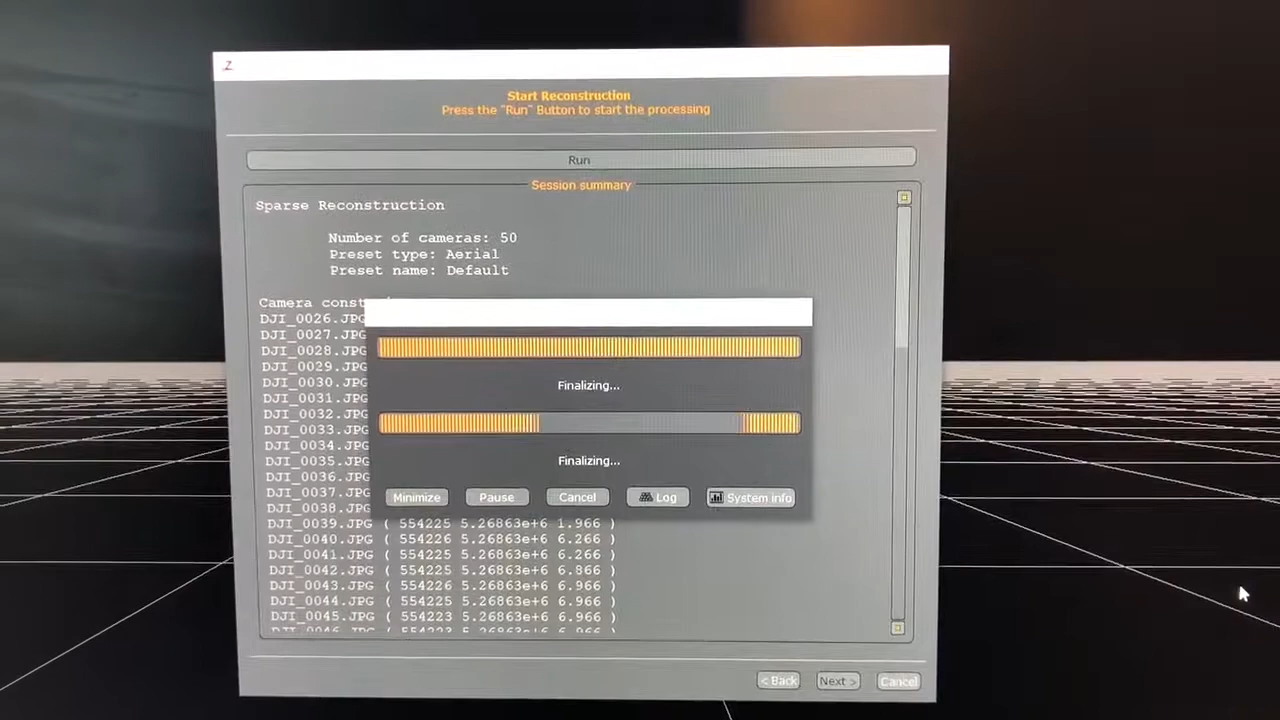 Z
Start Reconstruction
Press the "Run" Button to start the processing
Run
Session summary
Sparse Reconstruction
Number of cameras: 50
Preset type: Aerial
Preset name: Default
Camera const
DJI_0026.JPG
DJI_0027.JPG
DJI_0028.JPG
DJI_0029.JPG
DJI_0030.JPG
DJI_0031.JPG
DJI_0032.JPG
DJI_0033.JPG
DJI_0034.JPG
DJI_0035.JPG
DJI_0036.JPG
DJI_0037.JPG
DJI_0038.JPG
Finalizing...
Finalizing...
Minimize Pause Cancel Log System info
DJI_0039.JPG ( 554225 5.26863e+6 1.966 )
DJI_0040.JPG ( 554226 5.26863e+6 6.266 )
DJI_0041.JPG ( 554225 5.26863e+6 6.266 )
DJI_0042.JPG ( 554225 5.26863e+6 6.866 )
DJI_0043.JPG ( 554226 5.26863e+6 6.966 )
DJI_0044.JPG ( 554225 5.26863e+6 6.966 )
DJI_0045.JPG ( 554223 5.26863e+6 6.966 )
< Back Next > Cancel